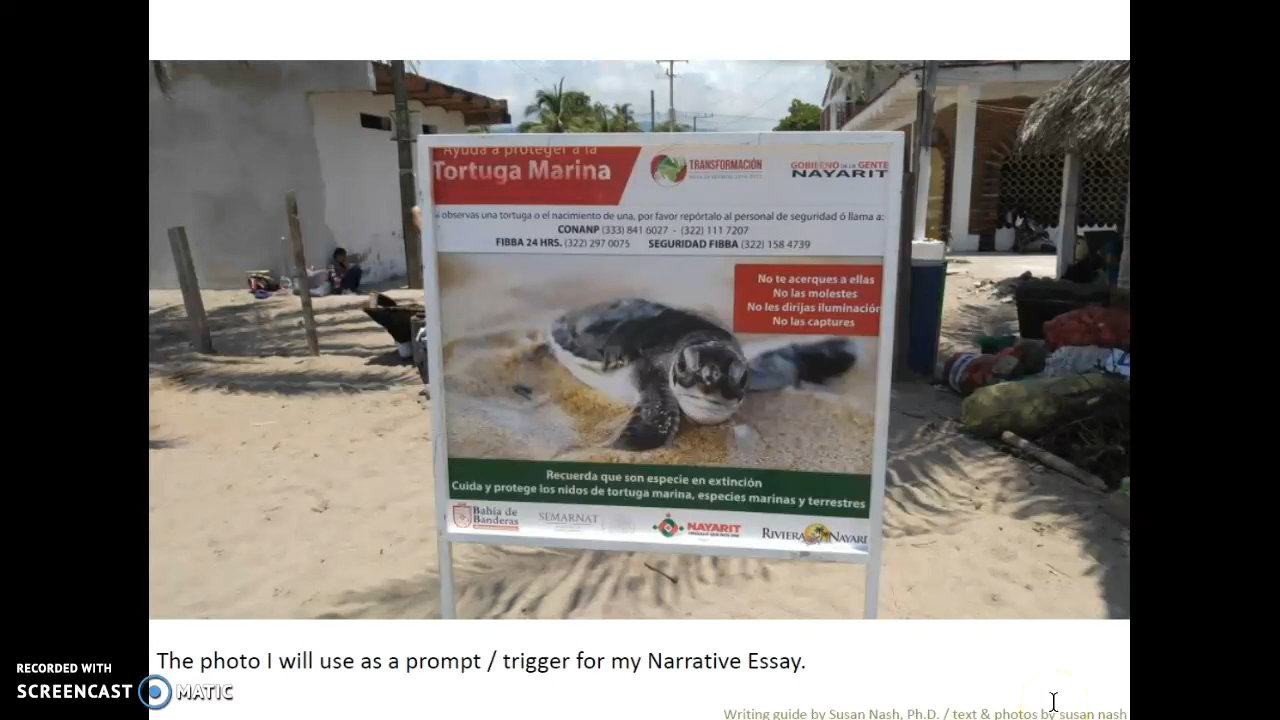 Ayuda a proteger a la
Tortuga Marina
TRANSFORMACIÓN
GOBIERNO DE LA GENTE
NAYARIT
observas una tortuga o el nacimiento de una, por favor repórtalo al personal de seguridad ó llama a:
CONANP (333) 841 6027 - (322) 111 7207
FIBBA 24 HRS. (322) 297 0075 SEGURIDAD FIBBA (322) 158 4739
No te acerques a ellas
No las molestes
No les dirijas iluminación
No las captures
Recuerda que son especie en extinción
Cuida y protege los nidos de tortuga marina, especies marinas y terrestres
Bahía de
Banderas
SEMARNAT
NAYARIT
RIVIERA NAYARI
The photo I will use as a prompt / trigger for my Narrative Essay.
RECORDED WITH
SCREENCAST MATIC
Writing guide by Susan Nash, Ph.D. / text & photos by susan nash